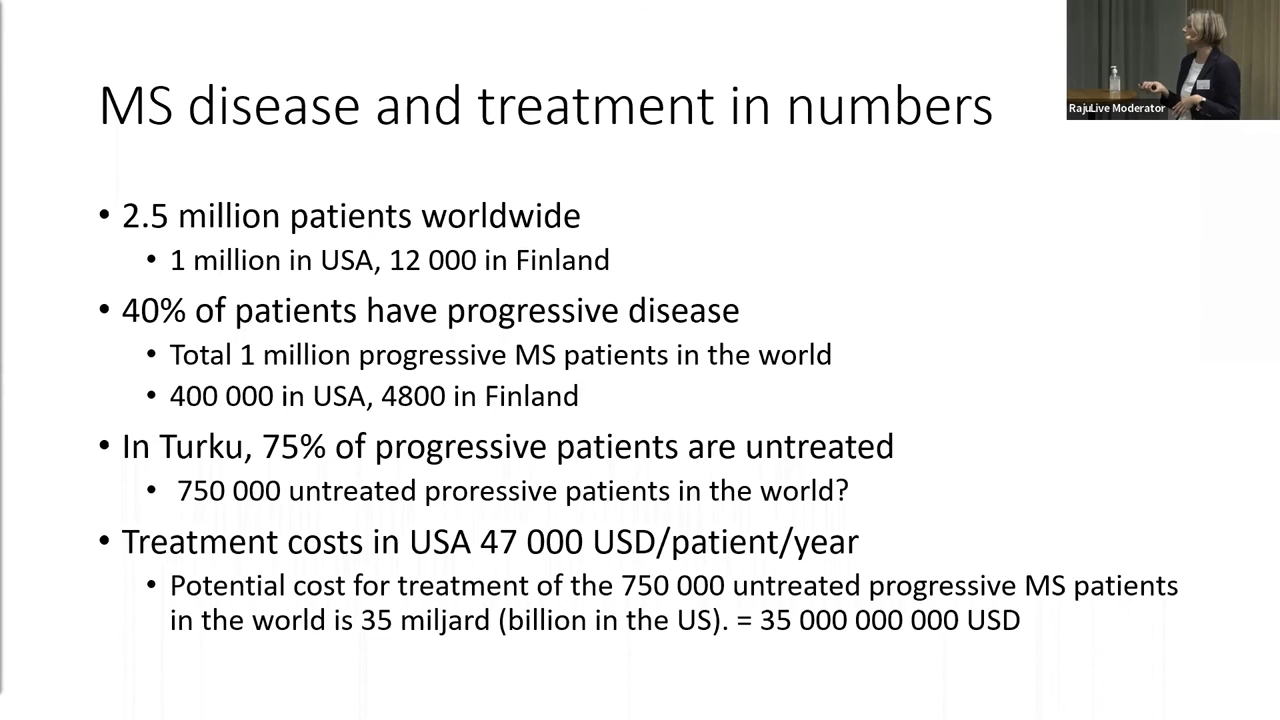 MS disease and treatment in numbers
RajuLive Moderator
• 2.5 million patients worldwide
• 1 million in USA, 12 000 in Finland
• 40% of patients have progressive disease
• Total 1 million progressive MS patients in the world
• 400 000 in USA, 4800 in Finland
• In Turku, 75% of progressive patients are untreated
• 750 000 untreated proressive patients in the world?
• Treatment costs in USA 47 000 USD/patient/year
• Potential cost for treatment of the 750 000 untreated progressive MS patients
in the world is 35 miljard (billion in the US). = 35 000 000 000 USD